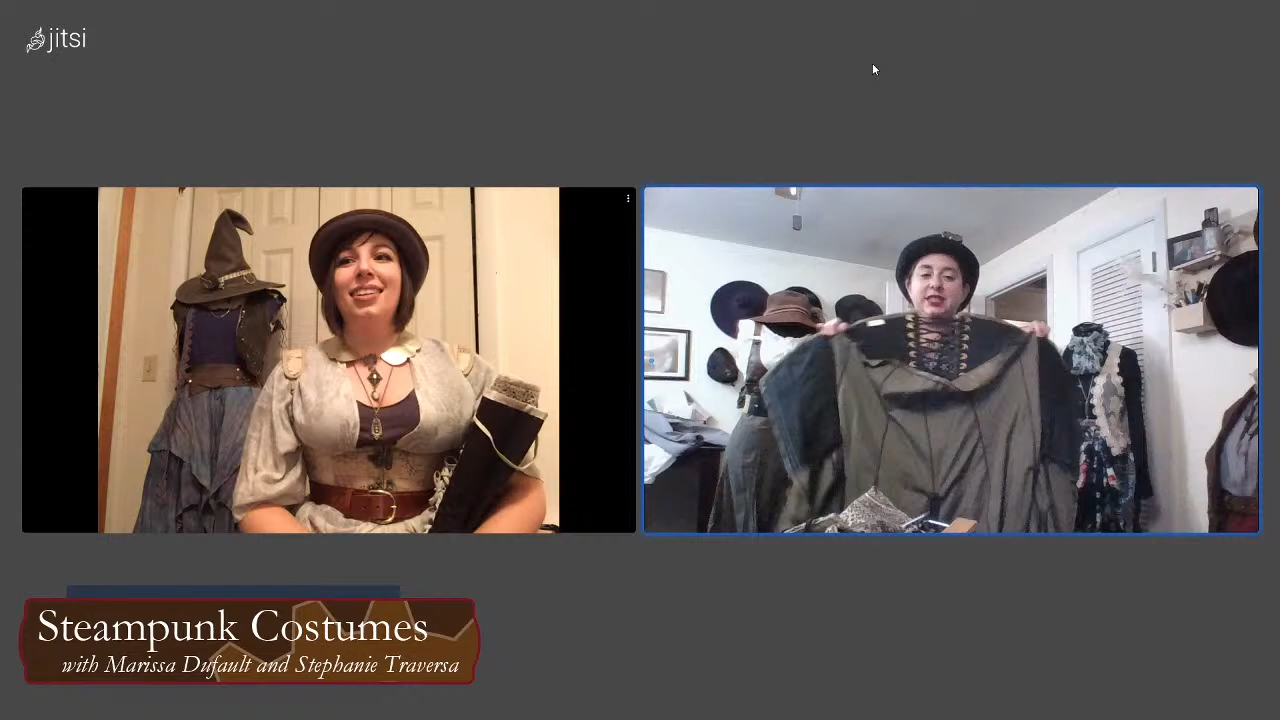 jitsi
Steampunk Costumes
with Marissa Dufault and Stephanie Traversa